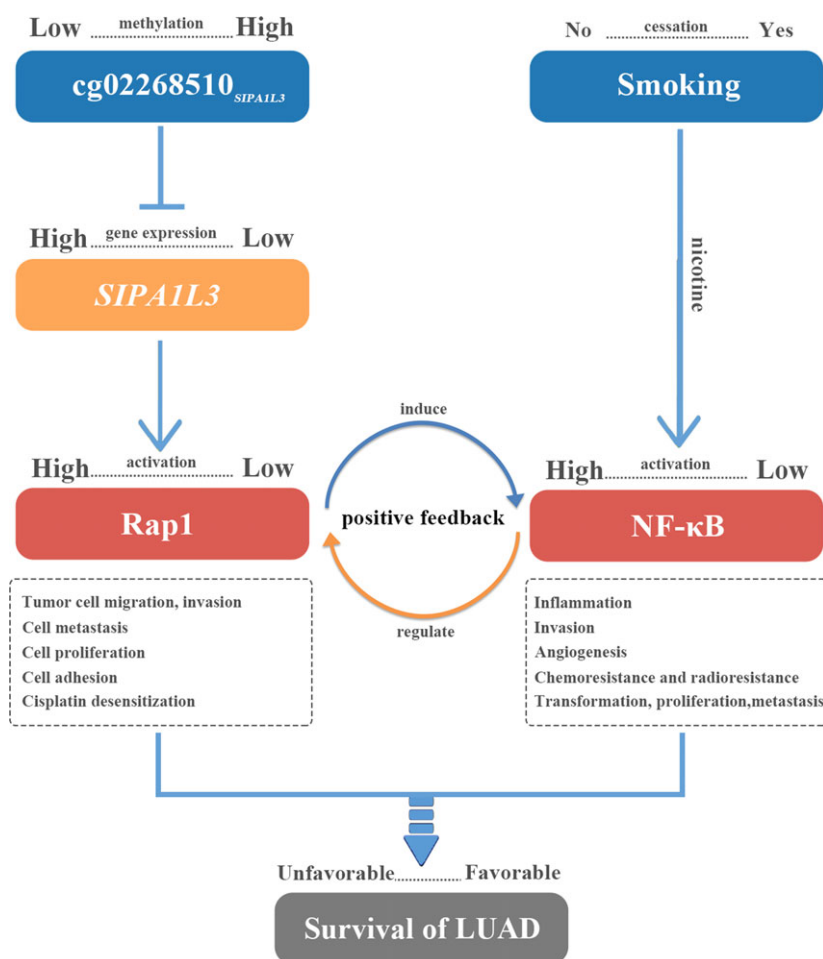 Low methylation High
No cessation Yes
cg02268510SIPA1L3
Smoking
High gene expression Low
SIPA1L3
nicotine
induce
High activation Low
High activation Low
Rap1
positive feedback
NF-κB
regulate
Tumor cell migration, invasion
Cell metastasis
Cell proliferation
Cell adhesion
Cisplatin desensitization
Inflammation
Invasion
Angiogenesis
Chemoresistance and radioresistance
Transformation, proliferation,metastasis
Unfavorable Favorable
Survival of LUAD